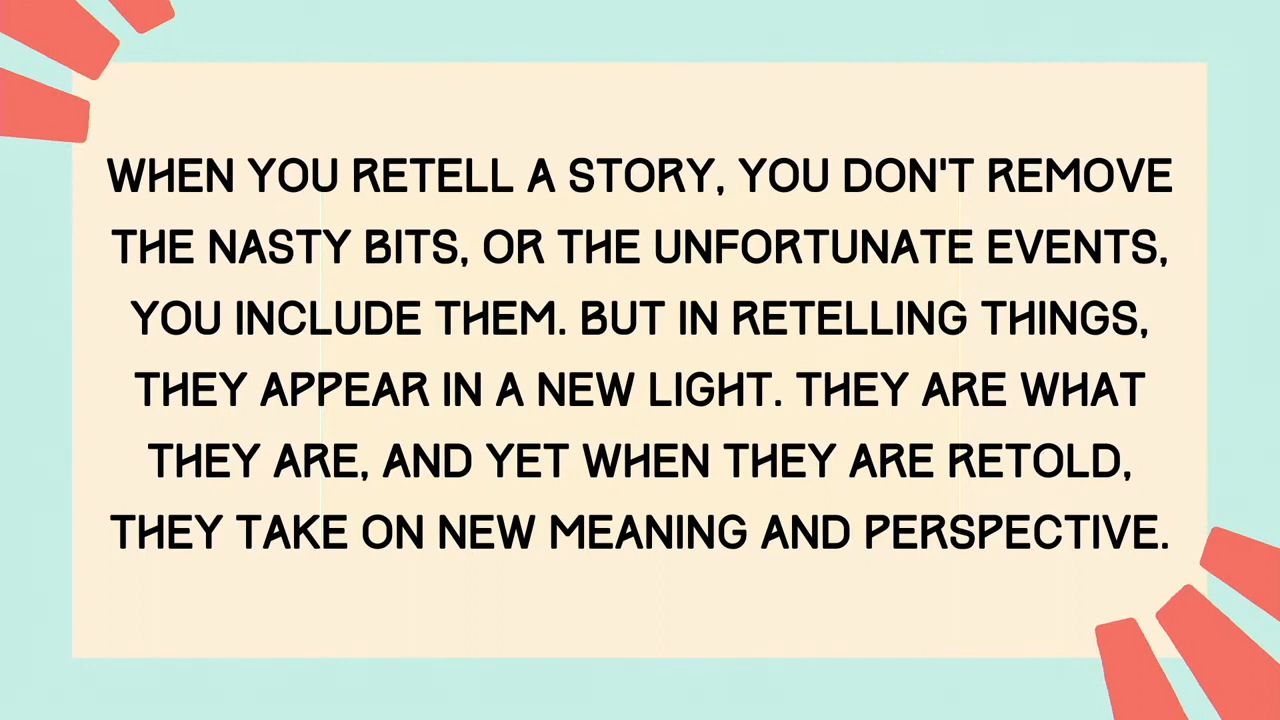 WHEN YOU RETELL A STORY, YOU DON'T REMOVE
THE NASTY BITS, OR THE UNFORTUNATE EVENTS,
YOU INCLUDE THEM. BUT IN RETELLING THINGS,
THEY APPEAR IN A NEW LIGHT. THEY ARE WHAT
THEY ARE, AND YET WHEN THEY ARE RETOLD,
THEY TAKE ON NEW MEANING AND PERSPECTIVE.